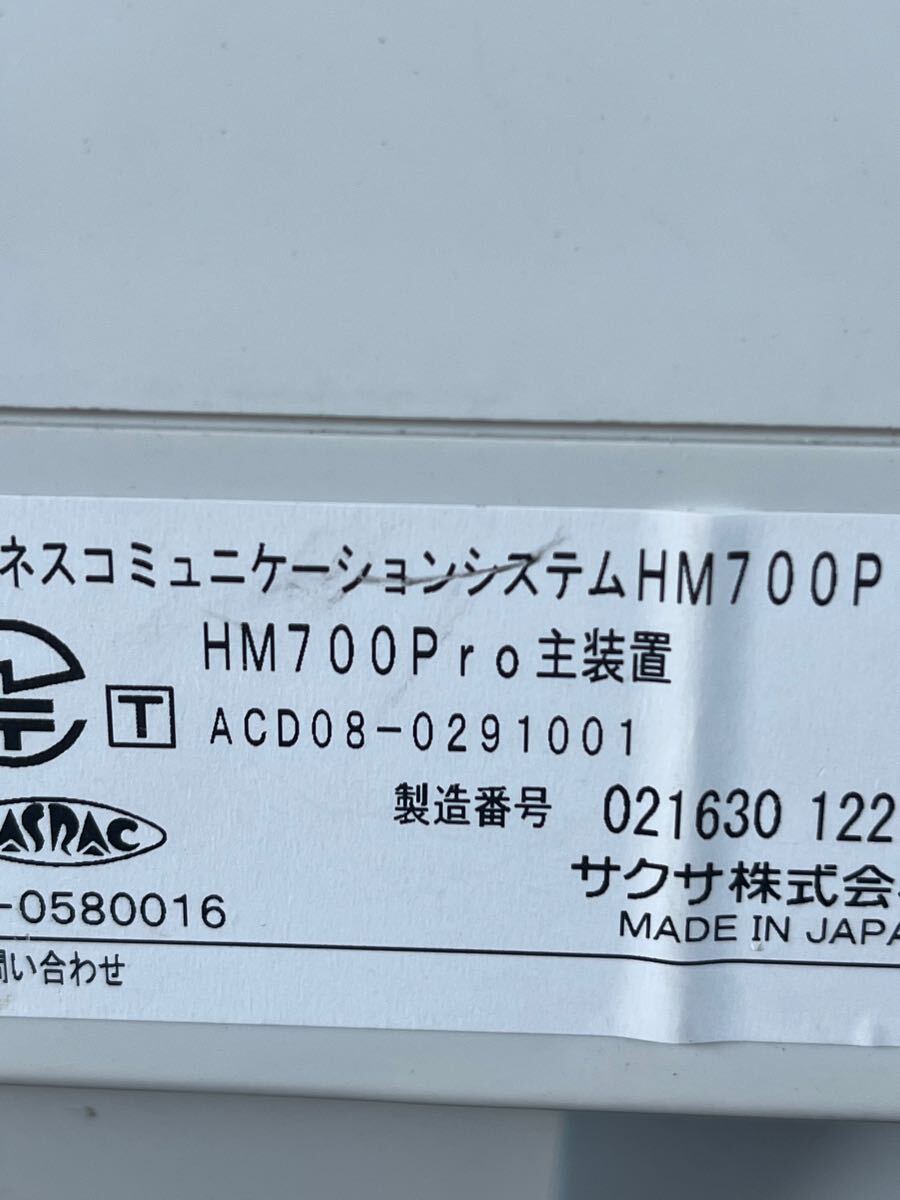 ネスコミュニケーションシステムHM700P
HM700Pro主装置
T ACD08-0291001
製造番号 021630 122
JASRAC
サクサ株式会
-0580016
MADE IN JAPA
問い合わせ